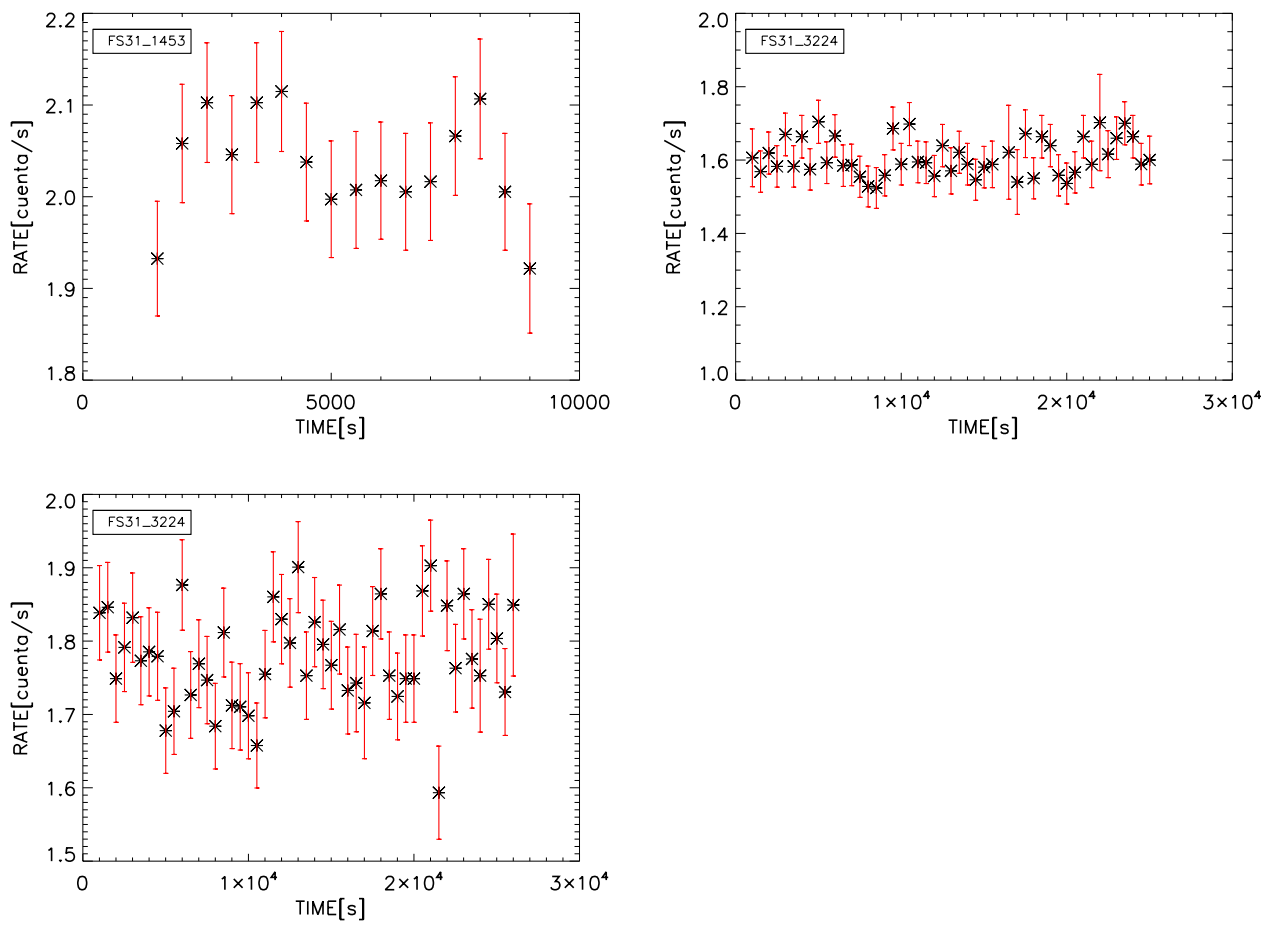 FS31_1453
2.2
2.1
2.0
1.9
1.8
RATE[cuenta/s]
0 5000 10000
TIME[s]
FS31_3224
2.0
1.8
1.6
1.4
1.2
1.0
RATE[cuenta/s]
0 1×10⁴ 2×10⁴ 3×10⁴
TIME[s]
FS31_3224
2.0
1.9
1.8
1.7
1.6
1.5
RATE[cuenta/s]
0 1×10⁴ 2×10⁴ 3×10⁴
TIME[s]